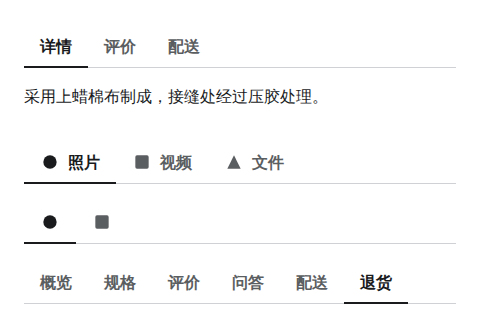 详情 评价 配送
采用上蜡棉布制成，接缝处经过压胶处理。
照片 视频 文件
概览 规格 评价 问答 配送 退货